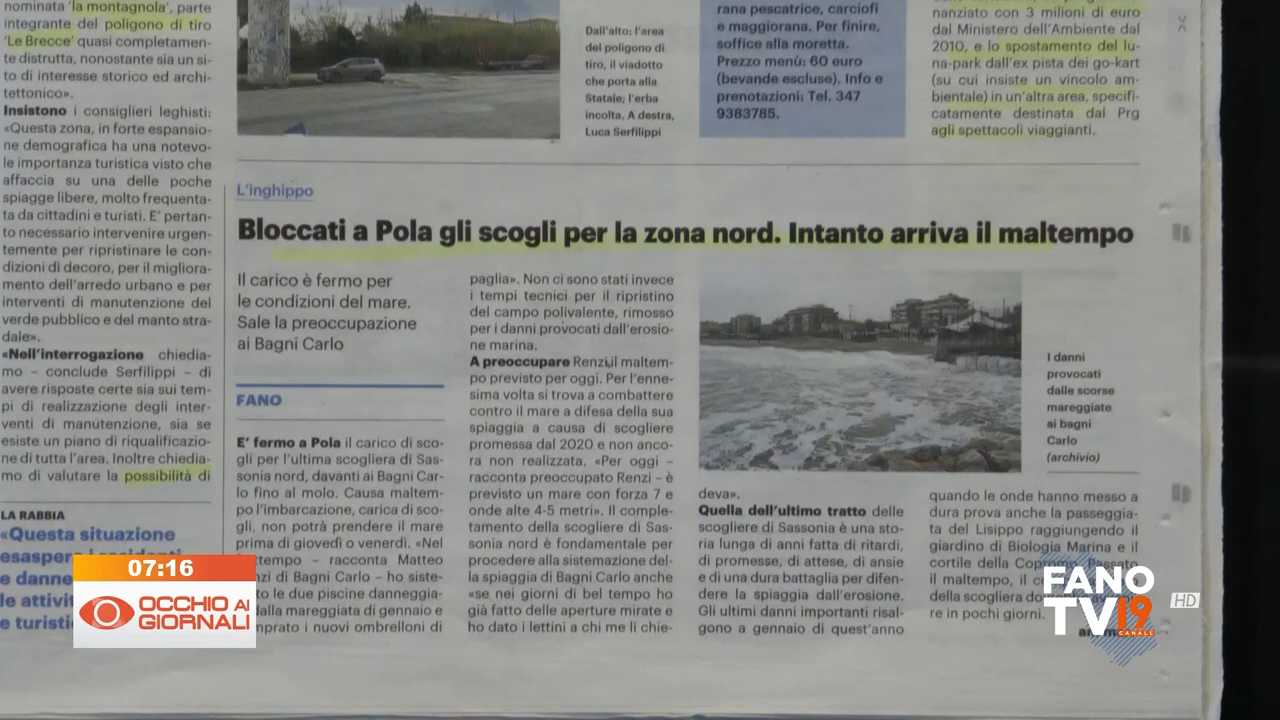 nominata 'la montagnola', parte
integrante del poligono di tiro
'Le Brecce' quasi completamen-
te distrutta, nonostante sia un si-
to di interesse storico ed archi-
tettonico».
Insistono i consiglieri leghisti:
«Questa zona, in forte espansio-
ne demografica ha una notevo-
le importanza turistica visto che
affaccia su una delle poche
spiagge libere, molto frequenta-
ta da cittadini e turisti. E' pertan-
to necessario intervenire urgen-
temente per ripristinare le con-
dizioni di decoro, per il migliora-
mento dell'arredo urbano e per
interventi di manutenzione del
verde pubblico e del manto stra-
dale».
«Nell'interrogazione chiedia-
mo – conclude Serfilippi – di
avere risposte certe sia sui tem-
pi di realizzazione degli inter-
venti di manutenzione, sia se
esiste un piano di riqualificazio-
ne di tutta l'area. Inoltre chiedia-
mo di valutare la possibilità di
LA RABBIA
«Questa situazione
esaspera i residenti
e danne
le attivi
e turisti
Dall'alto: l'area
del poligono di
tiro, il viadotto
che porta alla
Statale; l'erba
incolta. A destra,
Luca Serfilippi
rana pescatrice, carciofi
e maggiorana. Per finire,
soffice alla moretta.
Prezzo menù: 60 euro
(bevande escluse). Info e
prenotazioni: Tel. 347
9383785.
nanziato con 3 milioni di euro
dal Ministero dell'Ambiente dal
2010, e lo spostamento del lu-
na-park dall'ex pista dei go-kart
(su cui insiste un vincolo am-
bientale) in un'altra area, specifi-
catamente destinata dal Prg
agli spettacoli viaggianti.
L'inghippo
Bloccati a Pola gli scogli per la zona nord. Intanto arriva il maltempo
Il carico è fermo per
le condizioni del mare.
Sale la preoccupazione
ai Bagni Carlo
FANO
E' fermo a Pola il carico di sco-
gli per l'ultima scogliera di Sas-
sonia nord, davanti ai Bagni Car-
lo fino al molo. Causa maltem-
po l'imbarcazione, carica di sco-
gli, non potrà prendere il mare
prima di giovedì o venerdì. «Nel
tempo – racconta Matteo
nzi di Bagni Carlo – ho siste-
o le due piscine danneggia-
dalla mareggiata di gennaio e
mprato i nuovi ombrelloni di
paglia». Non ci sono stati invece
i tempi tecnici per il ripristino
del campo polivalente, rimosso
per i danni provocati dall'erosio-
ne marina.
A preoccupare Renzi,il maltem-
po previsto per oggi. Per l'enne-
sima volta si trova a combattere
contro il mare a difesa della sua
spiaggia a causa di scogliere
promessa dal 2020 e non anco-
ra non realizzata. «Per oggi –
racconta preoccupato Renzi – è
previsto un mare con forza 7 e
onde alte 4-5 metri». Il comple-
tamento della scogliere di Sas-
sonia nord è fondamentale per
procedere alla sistemazione del-
la spiaggia di Bagni Carlo anche
«se nei giorni di bel tempo ho
già fatto delle aperture mirate e
ho dato i lettini a chi me li chie-
deva».
Quella dell'ultimo tratto delle
scogliere di Sassonia è una sto-
ria lunga di anni fatta di ritardi,
di promesse, di attese, di ansie
e di una dura battaglia per difen-
dere la spiaggia dall'erosione.
Gli ultimi danni importanti risal-
gono a gennaio di quest'anno
I danni
provocati
dalle scorse
mareggiate
ai bagni
Carlo
(archivio)
quando le onde hanno messo a
dura prova anche la passeggia-
ta del Lisippo raggiungendo il
giardino di Biologia Marina e il
cortile della
il maltempo, il
della scogliera
re in pochi giorni.
07:16
OCCHIO AI
GIORNALI
FANO
TV 19
CANALE
HD